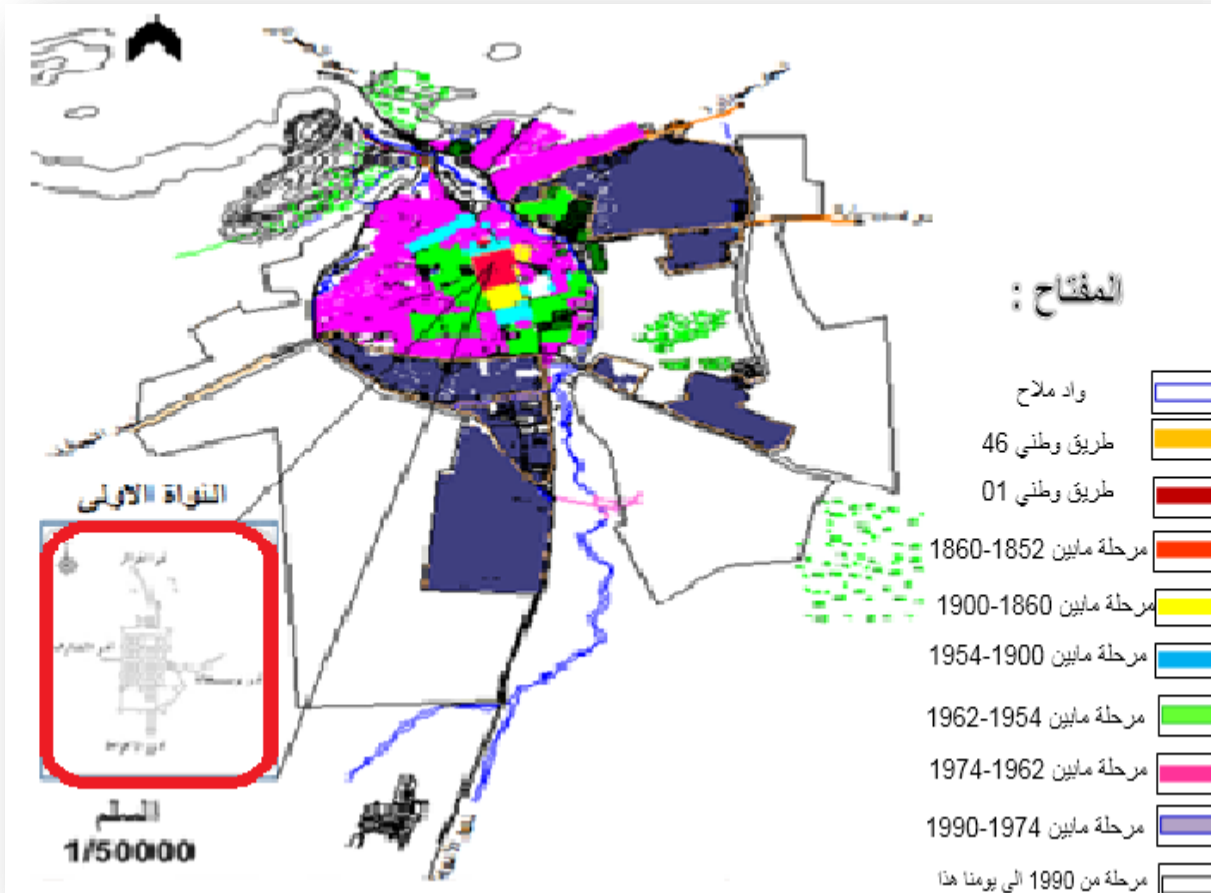 المفتاح :
واد ملاح
طريق وطني 46
طريق وطني 01
مرحلة مابين 1852-1860
مرحلة مابين 1860-1900
مرحلة مابين 1900-1954
مرحلة مابين 1954-1962
مرحلة مابين 1962-1974
مرحلة مابين 1974-1990
مرحلة من 1990 الى يومنا هذا
النواة الاولى
السلم
1/50000